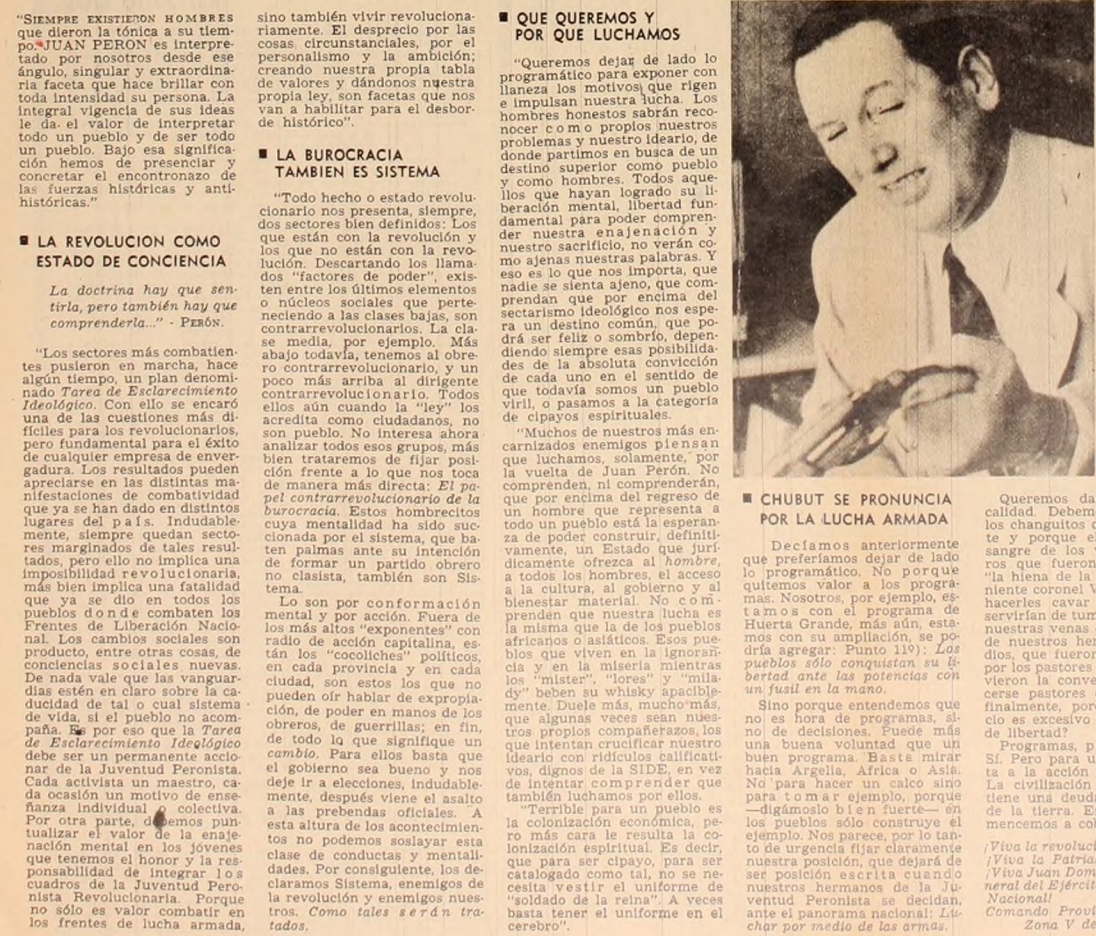 "SIEMPRE EXISTIERON HOMBRES
que dieron la tónica a su tiem-
po. JUAN PERON es interpre-
tado por nosotros desde ese
ángulo, singular y extraordina-
ria faceta que hace brillar con
toda intensidad su persona. La
integral vigencia de sus ideas
le da el valor de interpretar
todo un pueblo y de ser todo
un pueblo. Bajo esa significa-
ción hemos de presenciar y
concretar el encontronazo de
las fuerzas históricas y anti-
históricas."
■ LA REVOLUCION COMO
ESTADO DE CONCIENCIA
La doctrina hay que sen-
tirla, pero también hay que
comprenderla..." - PERÓN.
"Los sectores más combatien-
tes pusieron en marcha, hace
algún tiempo, un plan denomi-
nado Tarea de Esclarecimiento
Ideológico. Con ello se encaró
una de las cuestiones más di-
fíciles para los revolucionarios,
pero fundamental para el éxito
de cualquier empresa de enver-
gadura. Los resultados pueden
apreciarse en las distintas ma-
nifestaciones de combatividad
que ya se han dado en distintos
lugares del país. Indudable-
mente, siempre quedan secto-
res marginados de tales resul-
tados, pero ello no implica una
imposibilidad revolucionaria,
más bien implica una fatalidad
que ya se dio en todos los
pueblos donde combaten los
Frentes de Liberación Nacio-
nal. Los cambios sociales son
producto, entre otras cosas, de
conciencias sociales nuevas.
De nada vale que las vanguar-
dias estén en claro sobre la ca-
ducidad de tal o cual sistema
de vida, si el pueblo no acom-
paña. Es por eso que la Tarea
de Esclarecimiento Ideológico
debe ser un permanente accio-
nar de la Juventud Peronista.
Cada activista un maestro, ca-
da ocasión un motivo de ense-
ñanza individual o colectiva.
Por otra parte, debemos pun-
tualizar el valor de la enaje-
nación mental en los jóvenes
que tenemos el honor y la res-
ponsabilidad de integrar los
cuadros de la Juventud Pero-
nista Revolucionaria. Porque
no sólo es valor combatir en
los frentes de lucha armada,
sino también vivir revoluciona-
riamente. El desprecio por las
cosas circunstanciales, por el
personalismo y la ambición;
creando nuestra propia tabla
de valores y dándonos nuestra
propia ley, son facetas que nos
van a habilitar para el desbor-
de histórico".
■ LA BUROCRACIA
TAMBIEN ES SISTEMA
"Todo hecho o estado revolu-
cionario nos presenta, siempre,
dos sectores bien definidos: Los
que están con la revolución y
los que no están con la revo-
lución. Descartando los llama-
dos "factores de poder", exis-
ten entre los últimos elementos
o núcleos sociales que perte-
neciendo a las clases bajas, son
contrarrevolucionarios. La cla-
se media, por ejemplo. Más
abajo todavía, tenemos al obre-
ro contrarrevolucionario, y un
poco más arriba al dirigente
contrarrevolucionario. Todos
ellos aún cuando la "ley" los
acredita como ciudadanos, no
son pueblo. No interesa ahora
analizar todos esos grupos, más
bien trataremos de fijar posi-
ción frente a lo que nos toca
de manera más directa: El pa-
pel contrarrevolucionario de la
burocracia. Estos hombrecitos
cuya mentalidad ha sido suc-
cionada por el sistema, que ba-
ten palmas ante su intención
de formar un partido obrero
no clasista, también son Sis-
tema.
Lo son por conformación
mental y por acción. Fuera de
los más altos "exponentes" con
radio de acción capitalina, es-
tán los "cocoliches" políticos,
en cada provincia y en cada
ciudad, son estos los que no
pueden oír hablar de expropia-
ción, de poder en manos de los
obreros, de guerrillas; en fin,
de todo lo que signifique un
cambio. Para ellos basta que
el gobierno sea bueno y nos
deje ir a elecciones, indudable-
mente, después viene el asalto
a las prebendas oficiales. A
esta altura de los acontecimien-
tos no podemos soslayar esta
clase de conductas y mentali-
dades. Por consiguiente, los de-
claramos Sistema, enemigos de
la revolución y enemigos nues-
tros. Como tales serán tra-
tados.
■ QUE QUEREMOS Y
POR QUE LUCHAMOS
"Queremos dejar de lado lo
programático para exponer con
llaneza los motivos que rigen
e impulsan nuestra lucha. Los
hombres honestos sabrán reco-
nocer como propios nuestros
problemas y nuestro ideario, de
donde partimos en busca de un
destino superior como pueblo
y como hombres. Todos aque-
llos que hayan logrado su li-
beración mental, libertad fun-
damental para poder compren-
der nuestra enajenación y
nuestro sacrificio, no verán co-
mo ajenas nuestras palabras. Y
eso es lo que nos importa, que
nadie se sienta ajeno, que com-
prendan que por encima del
sectarismo ideológico nos espe-
ra un destino común, que po-
drá ser feliz o sombrío, depen-
diendo siempre esas posibilida-
des de la absoluta convicción
de cada uno en el sentido de
que todavía somos un pueblo
viril, o pasamos a la categoría
de cipayos espirituales.
"Muchos de nuestros más en-
carnizados enemigos piensan
que luchamos, solamente, por
la vuelta de Juan Perón. No
comprenden, ni comprenderán,
que por encima del regreso de
un hombre que representa a
todo un pueblo está la esperan-
za de poder construir, definiti-
vamente, un Estado que jurí-
dicamente ofrezca al hombre,
a todos los hombres, el acceso
a la cultura, al gobierno y al
bienestar material. No com-
prenden que nuestra lucha es
la misma que la de los pueblos
africanos o asiáticos. Esos pue-
blos que viven en la ignoran-
cia y en la miseria mientras
los "mister", "lores" y "mila-
dy" beben su whisky apacible-
mente. Duele más, mucho más,
que algunas veces sean nues-
tros propios compañerazos, los
que intentan crucificar nuestro
ideario con ridículos calificati-
vos, dignos de la SIDE, en vez
de intentar comprender que
también luchamos por ellos.
"Terrible para un pueblo es
la colonización económica, pe-
ro más cara le resulta la co-
lonización espiritual. Es decir,
que para ser cipayo, para ser
catalogado como tal, no se ne-
cesita vestir el uniforme de
"soldado de la reina". A veces
basta tener el uniforme en el
cerebro".
■ CHUBUT SE PRONUNCIA
POR LA LUCHA ARMADA
Decíamos anteriormente
que preferíamos dejar de lado
lo programático. No porque
quitemos valor a los progra-
mas. Nosotros, por ejemplo, es-
tamos con el programa de
Huerta Grande, más aún, esta-
mos con su ampliación, se po-
dría agregar: Punto 119): Los
pueblos sólo conquistan su li-
bertad ante las potencias con
un fusil en la mano.
Sino porque entendemos que
no es hora de programas, si-
no de decisiones. Puede más
una buena voluntad que un
buen programa. Basta mirar
hacia Argelia, Africa o Asia.
No para hacer un calco sino
para tomar ejemplo, porque
—digámoslo bien fuerte— en
los pueblos sólo construye el
ejemplo. Nos parece, por lo tan-
to de urgencia fijar claramente
nuestra posición, que dejará de
ser posición escrita cuando
nuestros hermanos de la Ju-
ventud Peronista se decidan,
ante el panorama nacional: Lu-
char por medio de las armas.
Queremos da
calidad. Debem
los changuitos
te y porque el
sangre de los
ros que fueron
"la hiena de la
niente coronel V
hacerles cavar
servirían de tum
nuestras venas
de nuestros her
dios, que fueron
por los pastores
vieron la conve
cerse pastores
finalmente, por
cio es excesivo
de libertad?
Programas, p
Sí. Pero para u
ta a la acción
La civilización
tiene una deud
de la tierra. E
mencemos a cob
¡Viva la revoluci
¡Viva la Patria
¡Viva Juan Dom
neral del Ejércit
Nacional!
Comando Provi
Zona V de